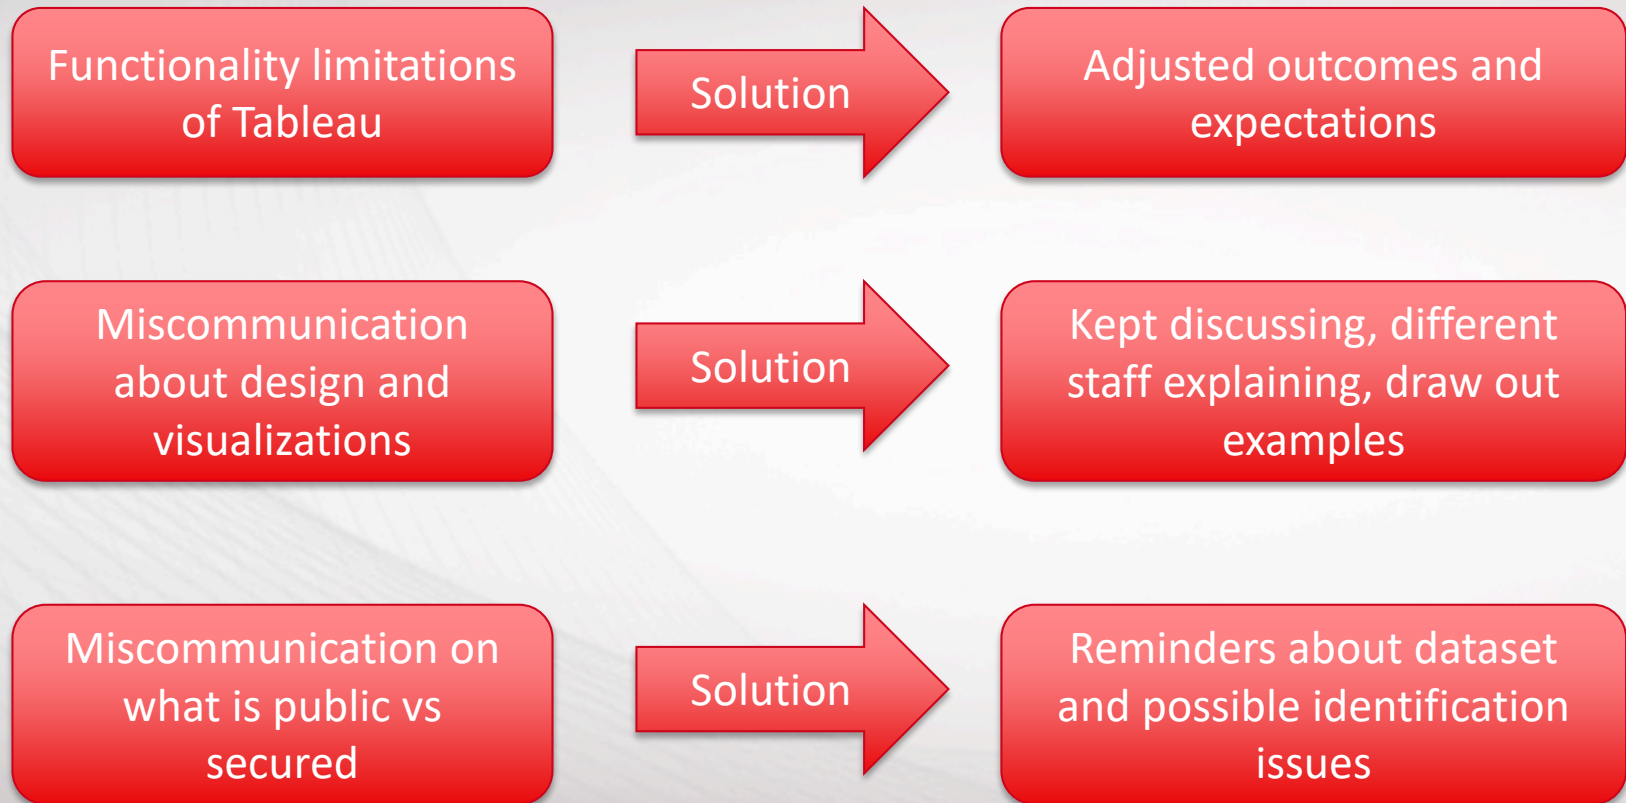 Functionality limitations
of Tableau
Solution
Adjusted outcomes and
expectations
Miscommunication
about design and
visualizations
Solution
Kept discussing, different
staff explaining, draw out
examples
Miscommunication on
what is public vs
secured
Solution
Reminders about dataset
and possible identification
issues